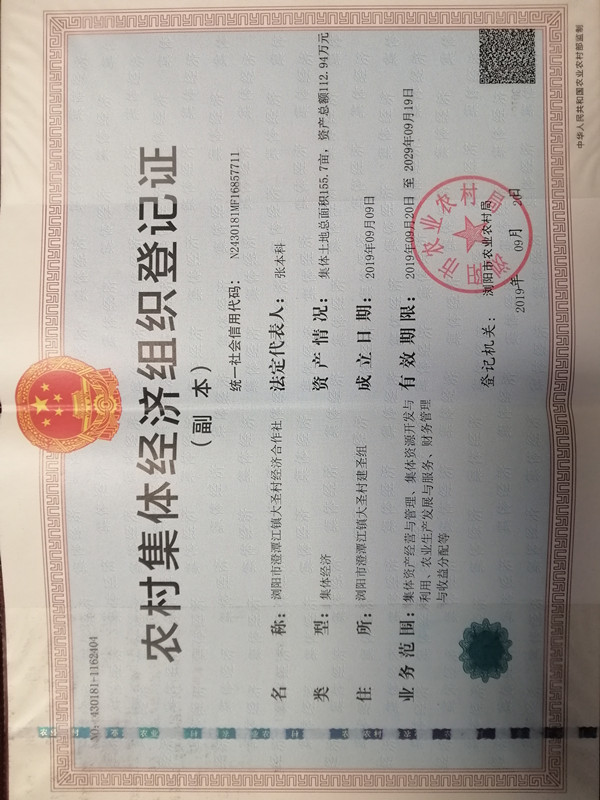 NO: 430181-1162404
农村集体经济组织登记证
（副 本）
统一社会信用代码： N2430181MF16857711
名 称： 浏阳市澄潭江镇大圣村经济合作社
法定代表人： 张本科
类 型： 集体经济
资 产 情 况： 集体土地总面积155.7亩，资产总额112.94万元
住 所： 浏阳市澄潭江镇大圣村建圣组
成 立 日 期： 2019年09月09日
业 务 范 围： 集体资产经营与管理、集体资源开发与
利用、农业生产发展与服务、财务管理
与收益分配等
有 效 期 限： 2019年09月20日 至 2029年09月19日
登记机关： 浏阳市农业农村局
2019年 09月 20日
中华人民共和国农业农村部监制